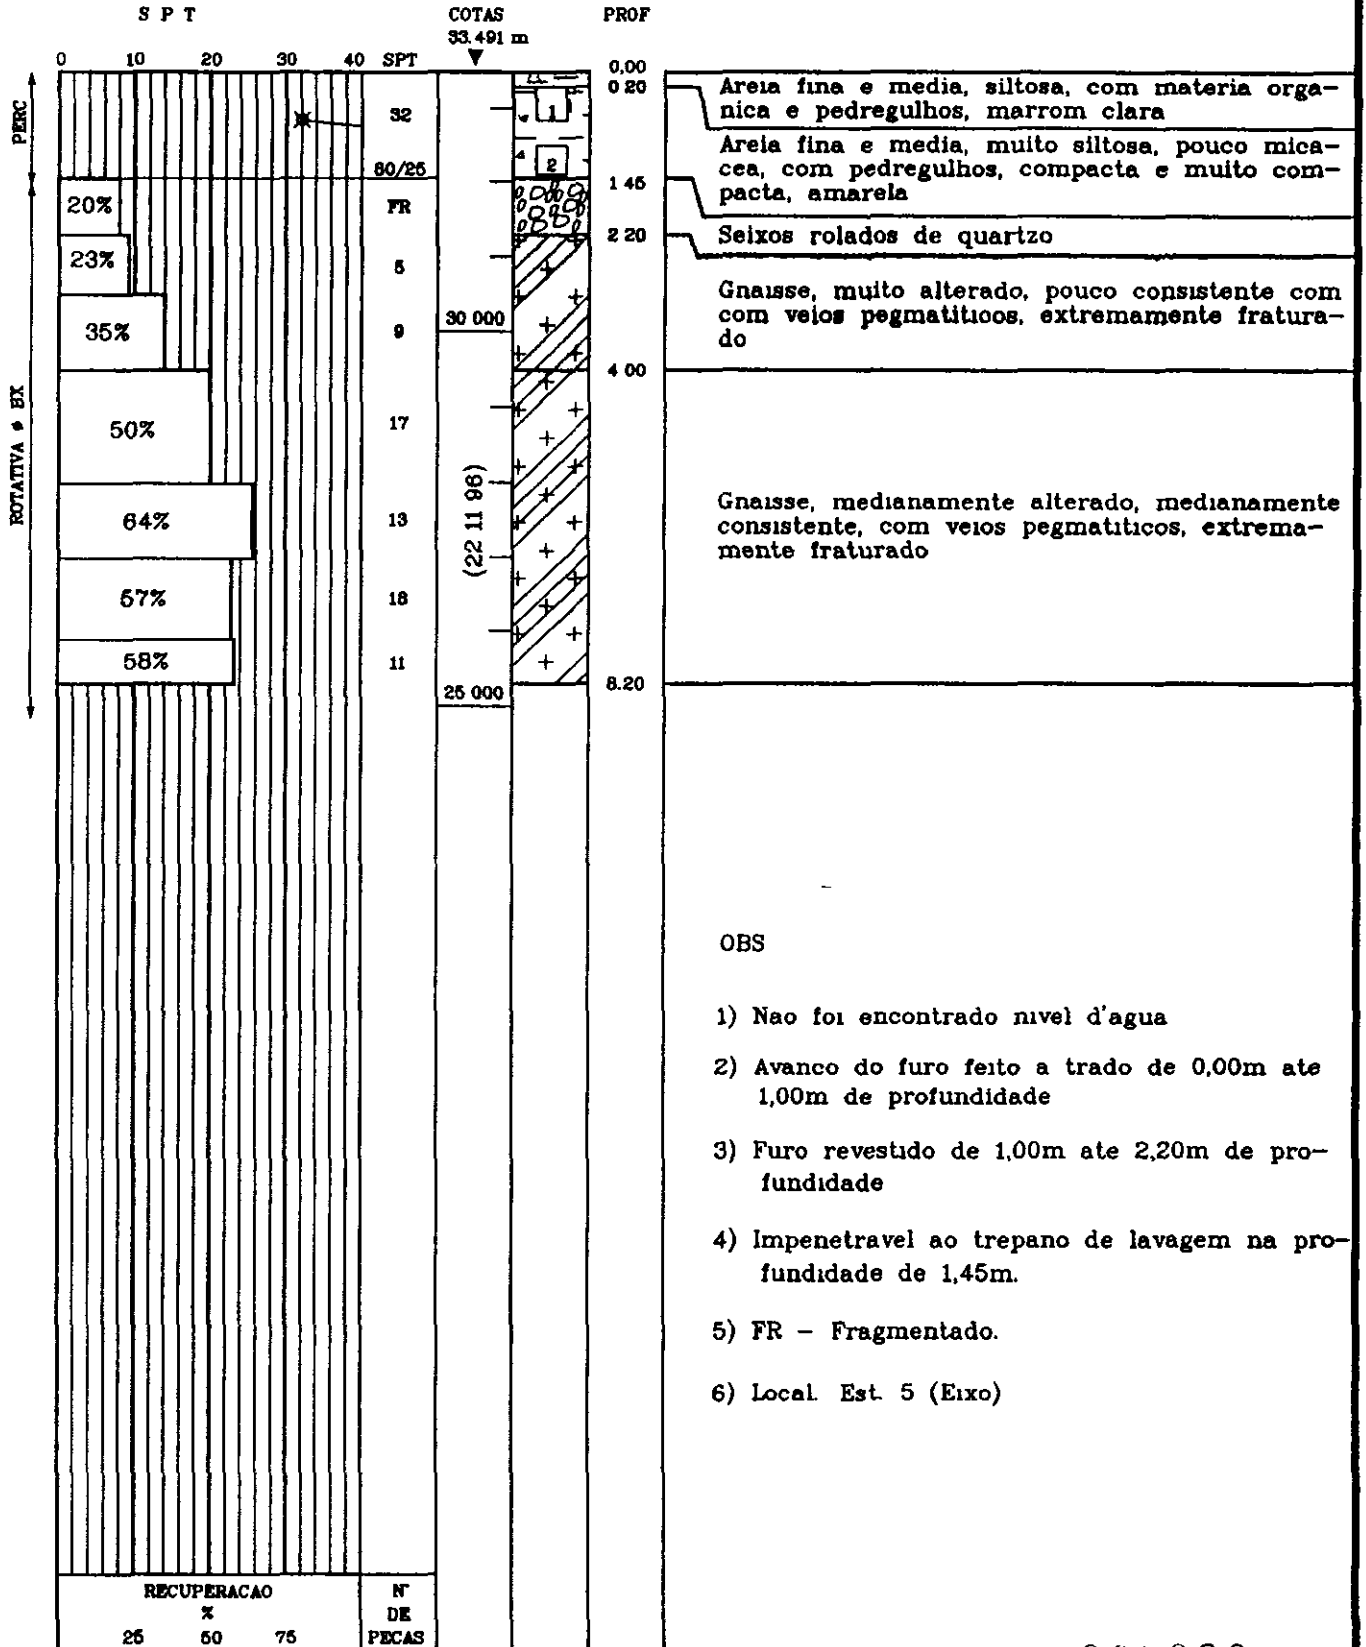 S P T COTAS PROF
33.491 m
0 10 20 30 40 SPT 0,00
0 20
PERC
32 1
Areia fina e media, siltosa, com materia orga-
nica e pedregulhos, marrom clara
80/25 2 1 45
Areia fina e media, muito siltosa, pouco mica-
cea, com pedregulhos, compacta e muito com-
pacta, amarela
20% FR 2 20
Seixos rolados de quartzo
23% 5
35% 9 30 000
Gnaisse, muito alterado, pouco consistente com
com veios pegmatiticos, extremamente fratura-
do
4 00
ROTATIVA ø BX
50% 17
(22 11 96)
64% 13
Gnaisse, medianamente alterado, medianamente
consistente, com veios pegmatiticos, extrema-
mente fraturado
57% 18
58% 11
25 000 8.20
OBS
1) Nao foi encontrado nivel d'agua
2) Avanco do furo feito a trado de 0,00m ate
1,00m de profundidade
3) Furo revestido de 1,00m ate 2,20m de pro-
fundidade
4) Impenetravel ao trepano de lavagem na pro-
fundidade de 1,45m.
5) FR - Fragmentado.
6) Local. Est. 5 (Eixo)
RECUPERACAO
%
25 50 75
N°
DE
PECAS